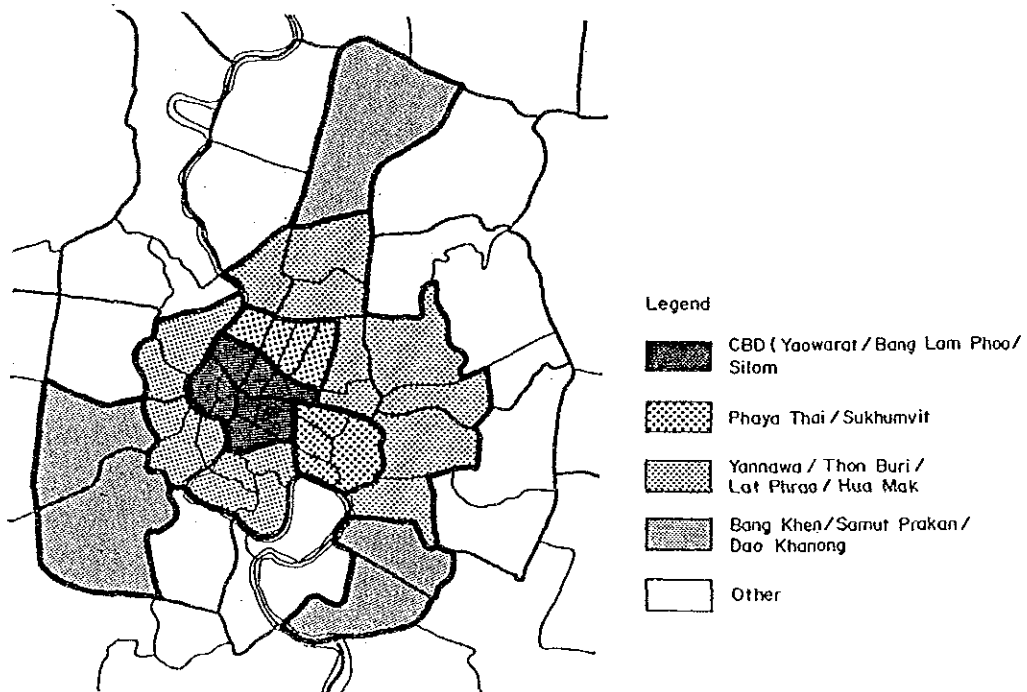 Legend
CBD ( Yaowarat / Bang Lam Phoo /
Silom
Phaya Thai / Sukhumvit
Yannawa / Thon Buri /
Lat Phrao / Hua Mak
Bang Khen / Samut Prakan /
Dao Khanong
Other